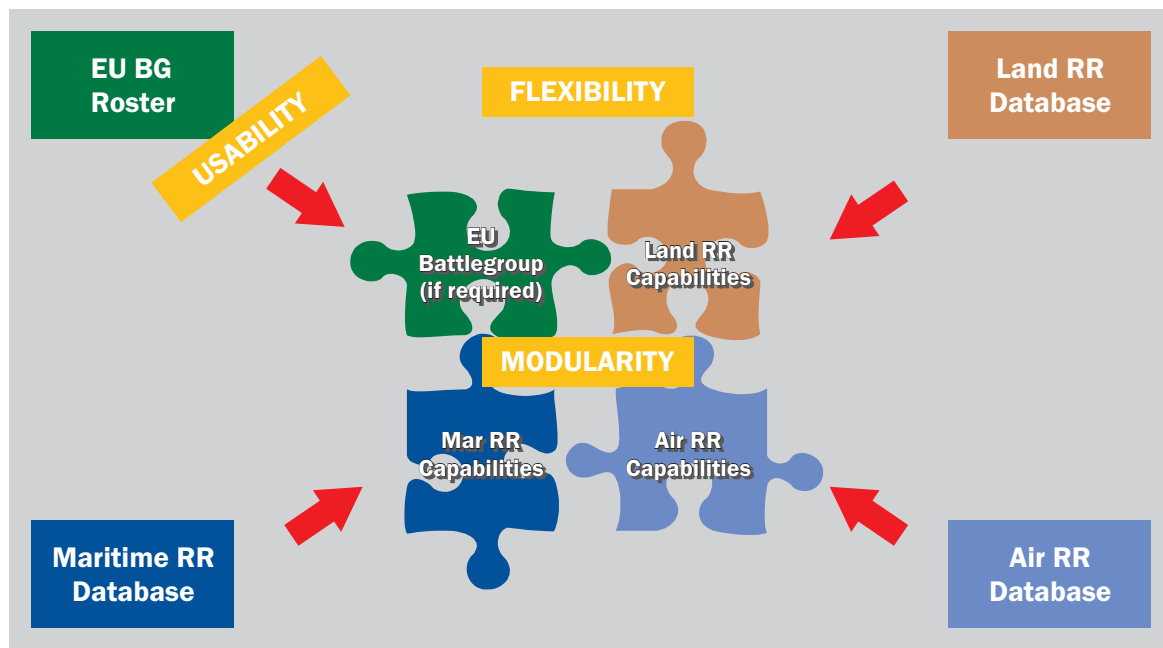 EU BG
Roster
USABILITY
FLEXIBILITY
Land RR
Database
EU
Battlegroup
(if required)
Land RR
Capabilities
MODULARITY
Mar RR
Capabilities
Air RR
Capabilities
Maritime RR
Database
Air RR
Database